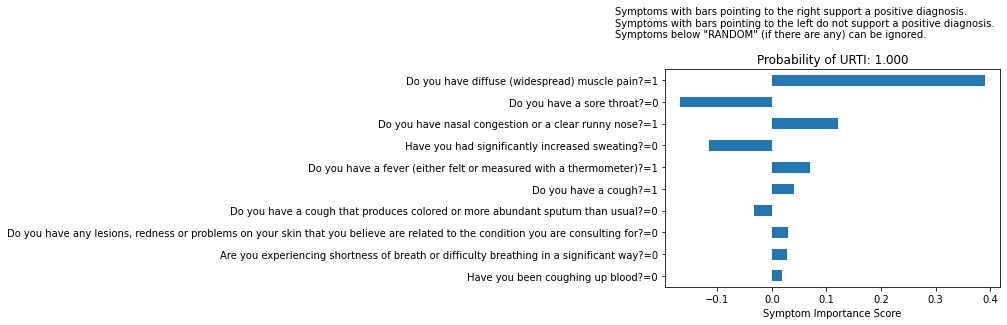 Symptoms with bars pointing to the right support a positive diagnosis.
Symptoms with bars pointing to the left do not support a positive diagnosis.
Symptoms below "RANDOM" (if there are any) can be ignored.
Probability of URTI: 1.000
Do you have diffuse (widespread) muscle pain?=1
Do you have a sore throat?=0
Do you have nasal congestion or a clear runny nose?=1
Have you had significantly increased sweating?=0
Do you have a fever (either felt or measured with a thermometer)?=1
Do you have a cough?=1
Do you have a cough that produces colored or more abundant sputum than usual?=0
Do you have any lesions, redness or problems on your skin that you believe are related to the condition you are consulting for?=0
Are you experiencing shortness of breath or difficulty breathing in a significant way?=0
Have you been coughing up blood?=0
−0.1 0.0 0.1 0.2 0.3 0.4
Symptom Importance Score